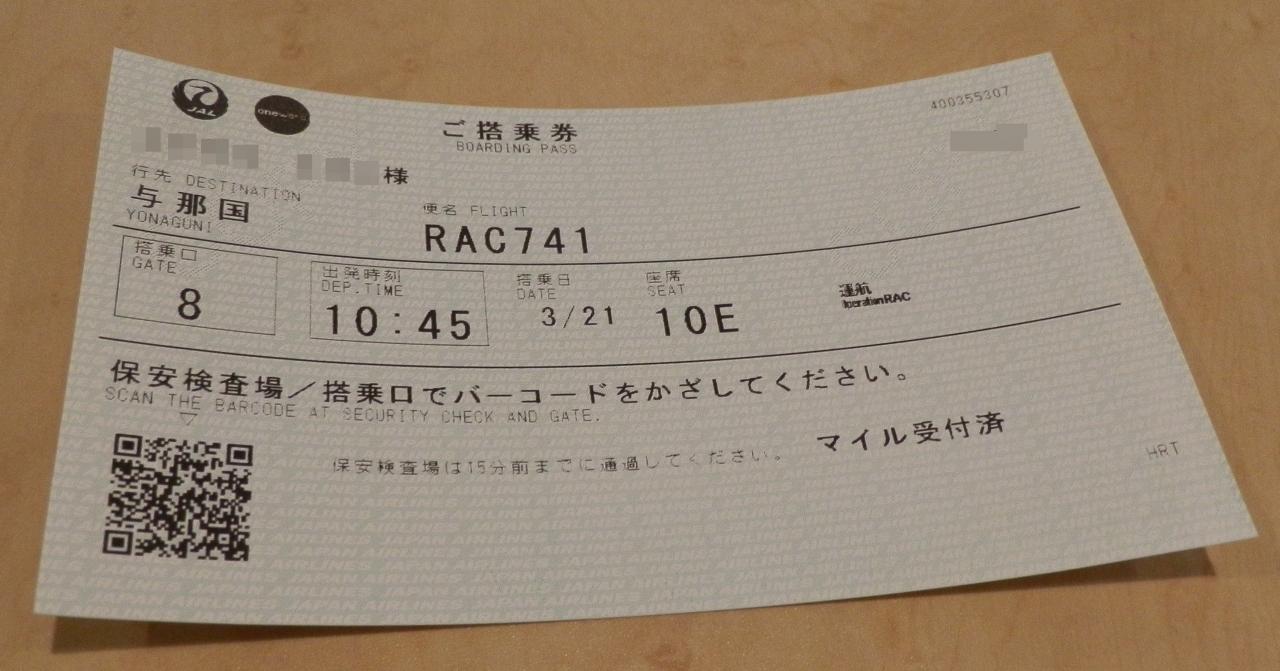 JAL
oneworld
ご搭乗券
BOARDING PASS
400355307
様
行先 DESTINATION
与那国
YONAGUNI
便名 FLIGHT
RAC741
搭乗口
GATE
8
出発時刻
DEP.TIME
10:45
搭乗日
DATE
3/21
座席
SEAT
10E
運航
Operation RAC
保安検査場/搭乗口でバーコードをかざしてください。
SCAN THE BARCODE AT SECURITY CHECK AND GATE.
保安検査場は15分前までに通過してください。
マイル受付済
HRT
JAPAN AIRLINES